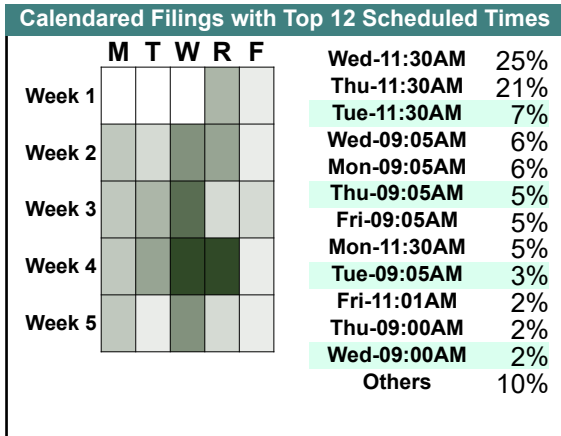 Calendared Filings with Top 12 Scheduled Times
M T W R F
Week 1
Week 2
Week 3
Week 4
Week 5
Wed-11:30AM 25%
Thu-11:30AM 21%
Tue-11:30AM 7%
Wed-09:05AM 6%
Mon-09:05AM 6%
Thu-09:05AM 5%
Fri-09:05AM 5%
Mon-11:30AM 5%
Tue-09:05AM 3%
Fri-11:01AM 2%
Thu-09:00AM 2%
Wed-09:00AM 2%
Others 10%